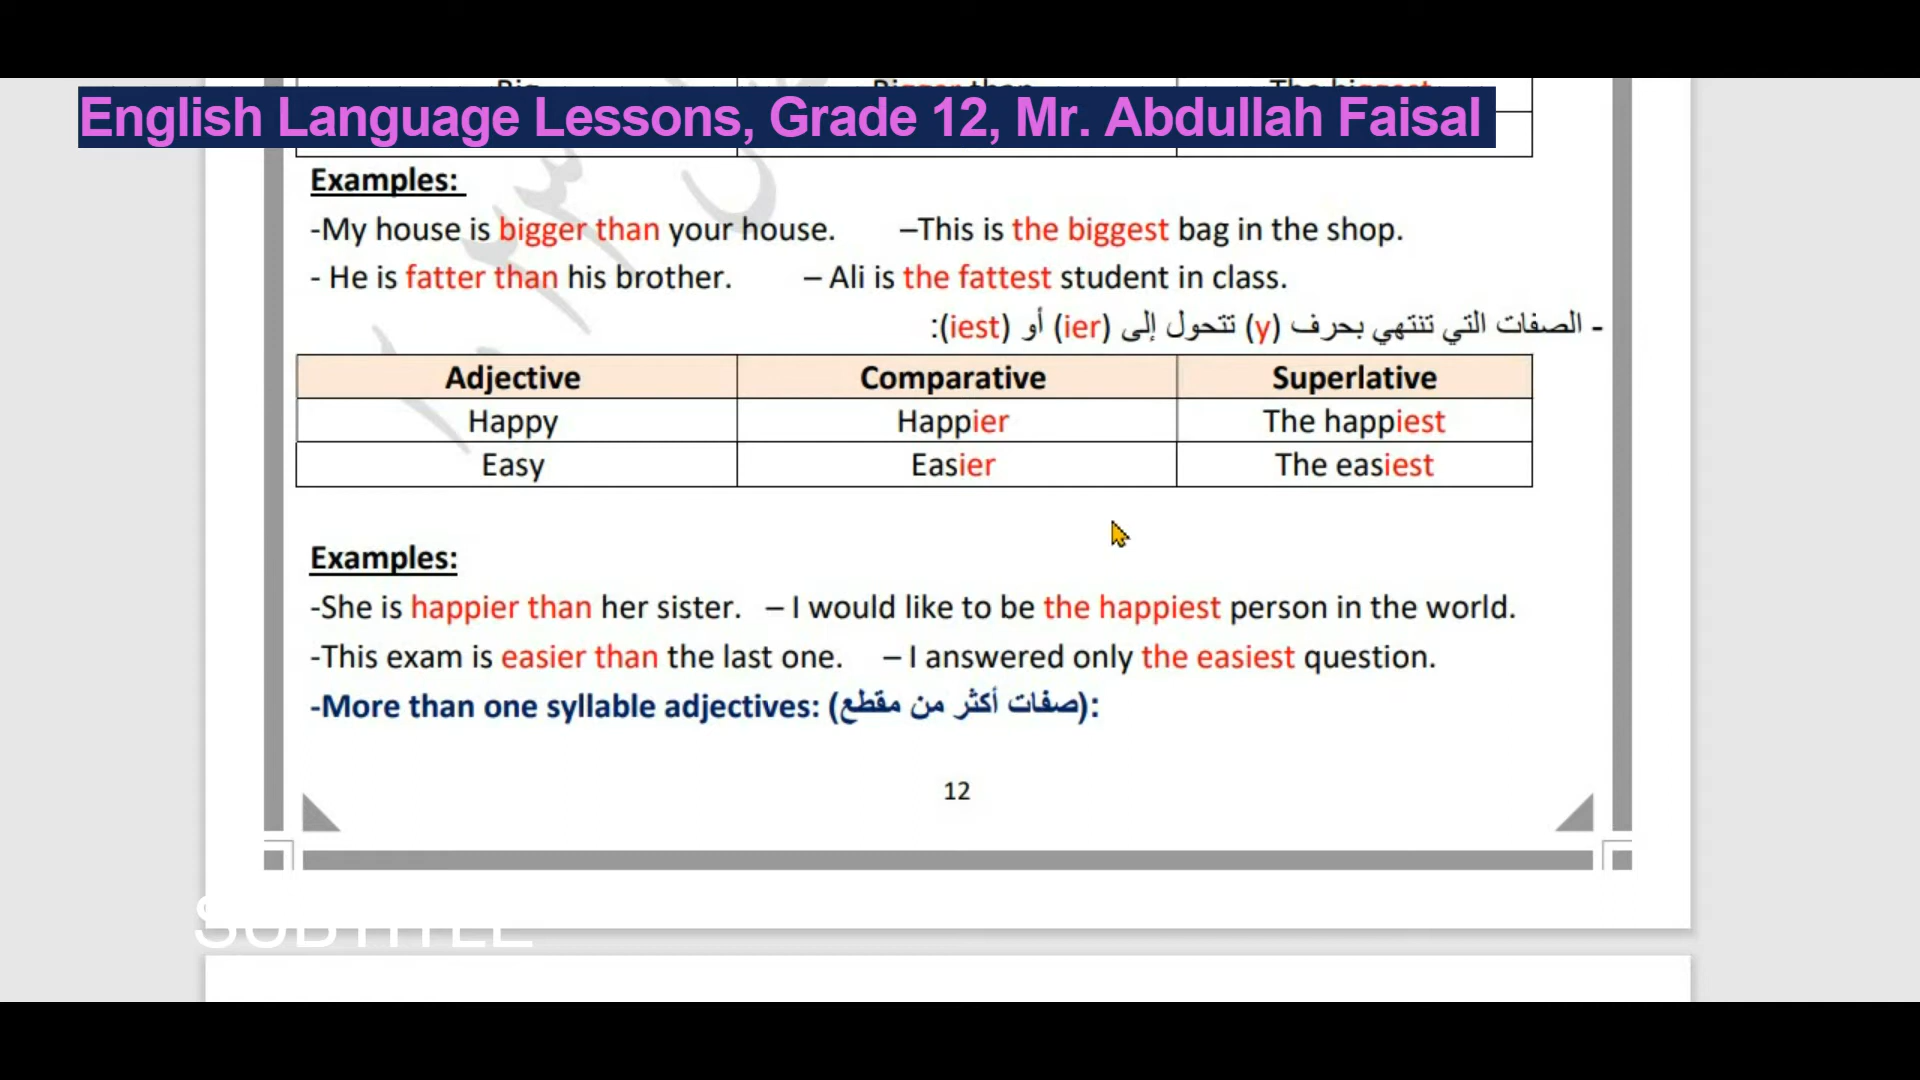 English Language Lessons, Grade 12, Mr. Abdullah Faisal
Examples:
-My house is bigger than your house. –This is the biggest bag in the shop.
- He is fatter than his brother. – Ali is the fattest student in class.
- الصفات التي تنتهي بحرف (y) تتحول إلى (ier) أو (iest):
Adjective Comparative Superlative
Happy Happier The happiest
Easy Easier The easiest
Examples:
-She is happier than her sister. – I would like to be the happiest person in the world.
-This exam is easier than the last one. – I answered only the easiest question.
-More than one syllable adjectives: (صفات أكثر من مقطع):
12
SUBTITLE